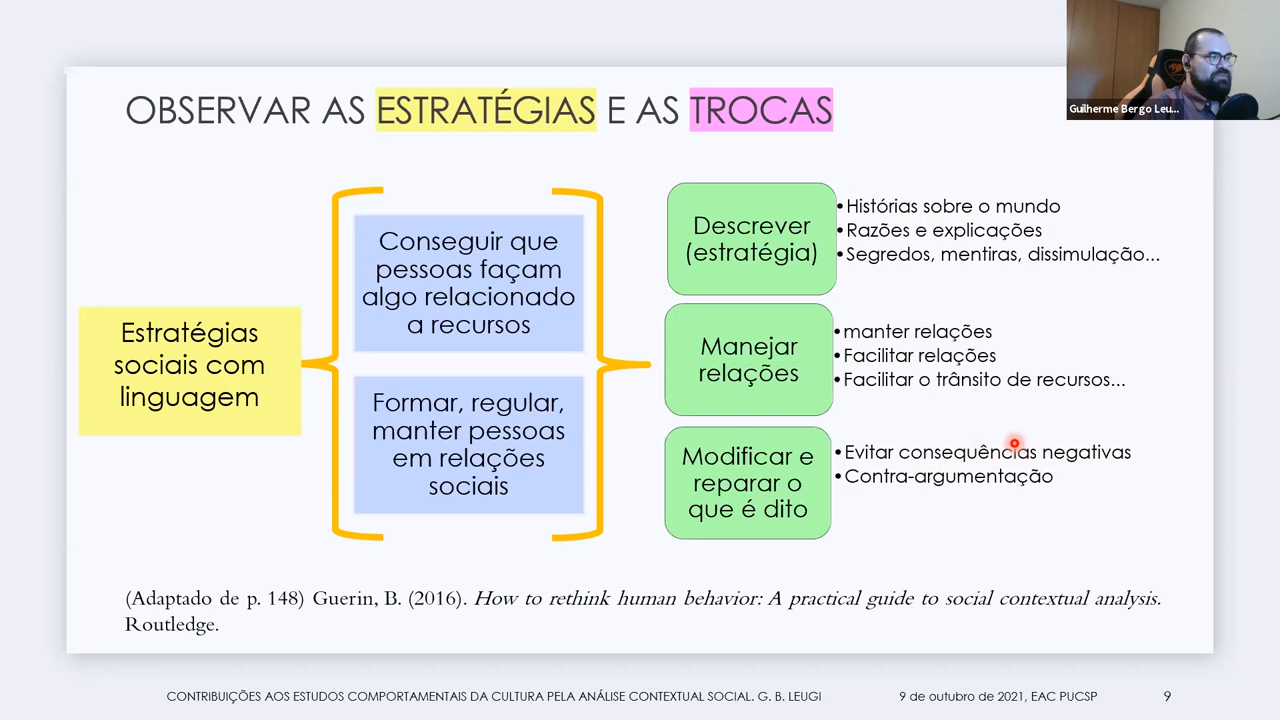 Guilherme Bergo Leu...
OBSERVAR AS ESTRATÉGIAS E AS TROCAS
Estratégias
sociais com
linguagem
Conseguir que
pessoas façam
algo relacionado
a recursos
Formar, regular,
manter pessoas
em relações
sociais
Descrever
(estratégia)
•Histórias sobre o mundo
•Razões e explicações
•Segredos, mentiras, dissimulação...
Manejar
relações
•manter relações
•Facilitar relações
•Facilitar o trânsito de recursos...
Modificar e
reparar o
que é dito
•Evitar consequências negativas
•Contra-argumentação
(Adaptado de p. 148) Guerin, B. (2016). How to rethink human behavior: A practical guide to social contextual analysis.
Routledge.
CONTRIBUIÇÕES AOS ESTUDOS COMPORTAMENTAIS DA CULTURA PELA ANÁLISE CONTEXTUAL SOCIAL. G. B. LEUGI 9 de outubro de 2021, EAC PUCSP 9